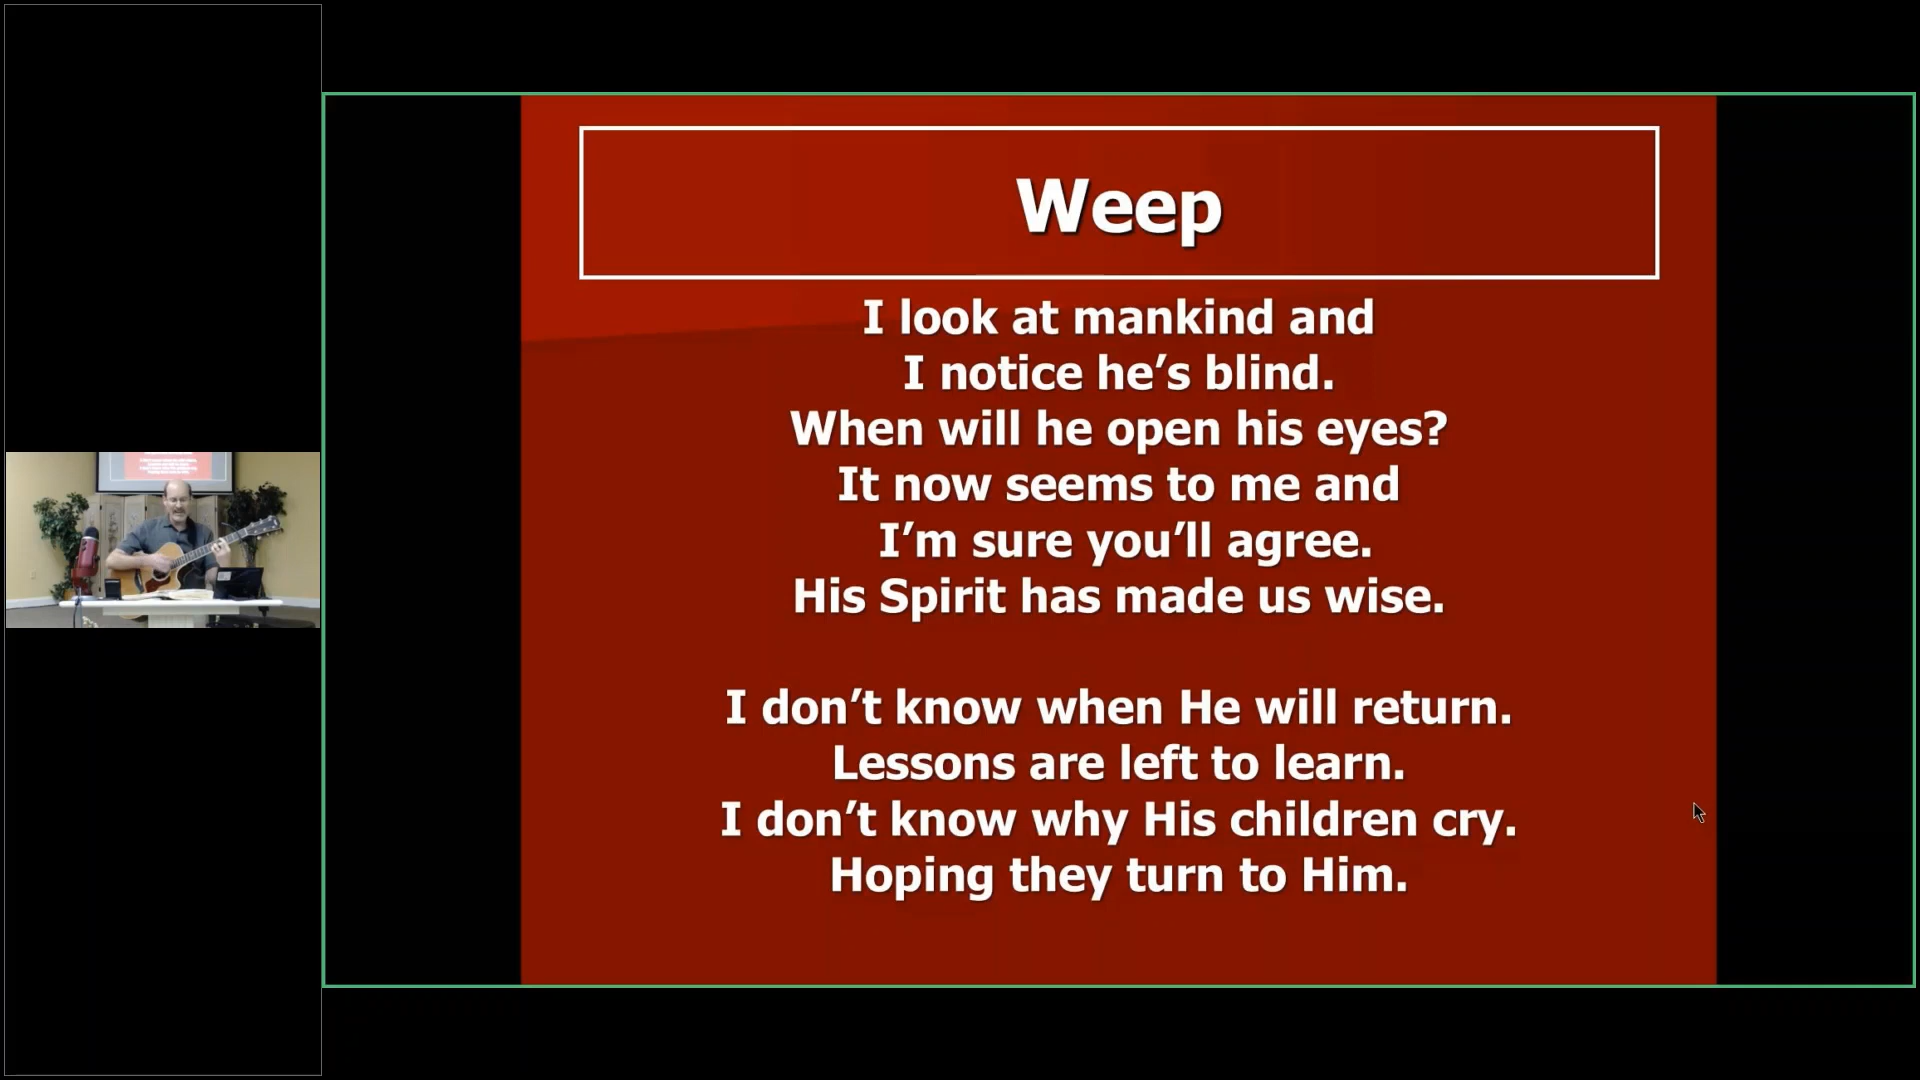 Weep
I look at mankind and
I notice he’s blind.
When will he open his eyes?
It now seems to me and
I’m sure you’ll agree.
His Spirit has made us wise.
I don’t know when He will return.
Lessons are left to learn.
I don’t know why His children cry.
Hoping they turn to Him.